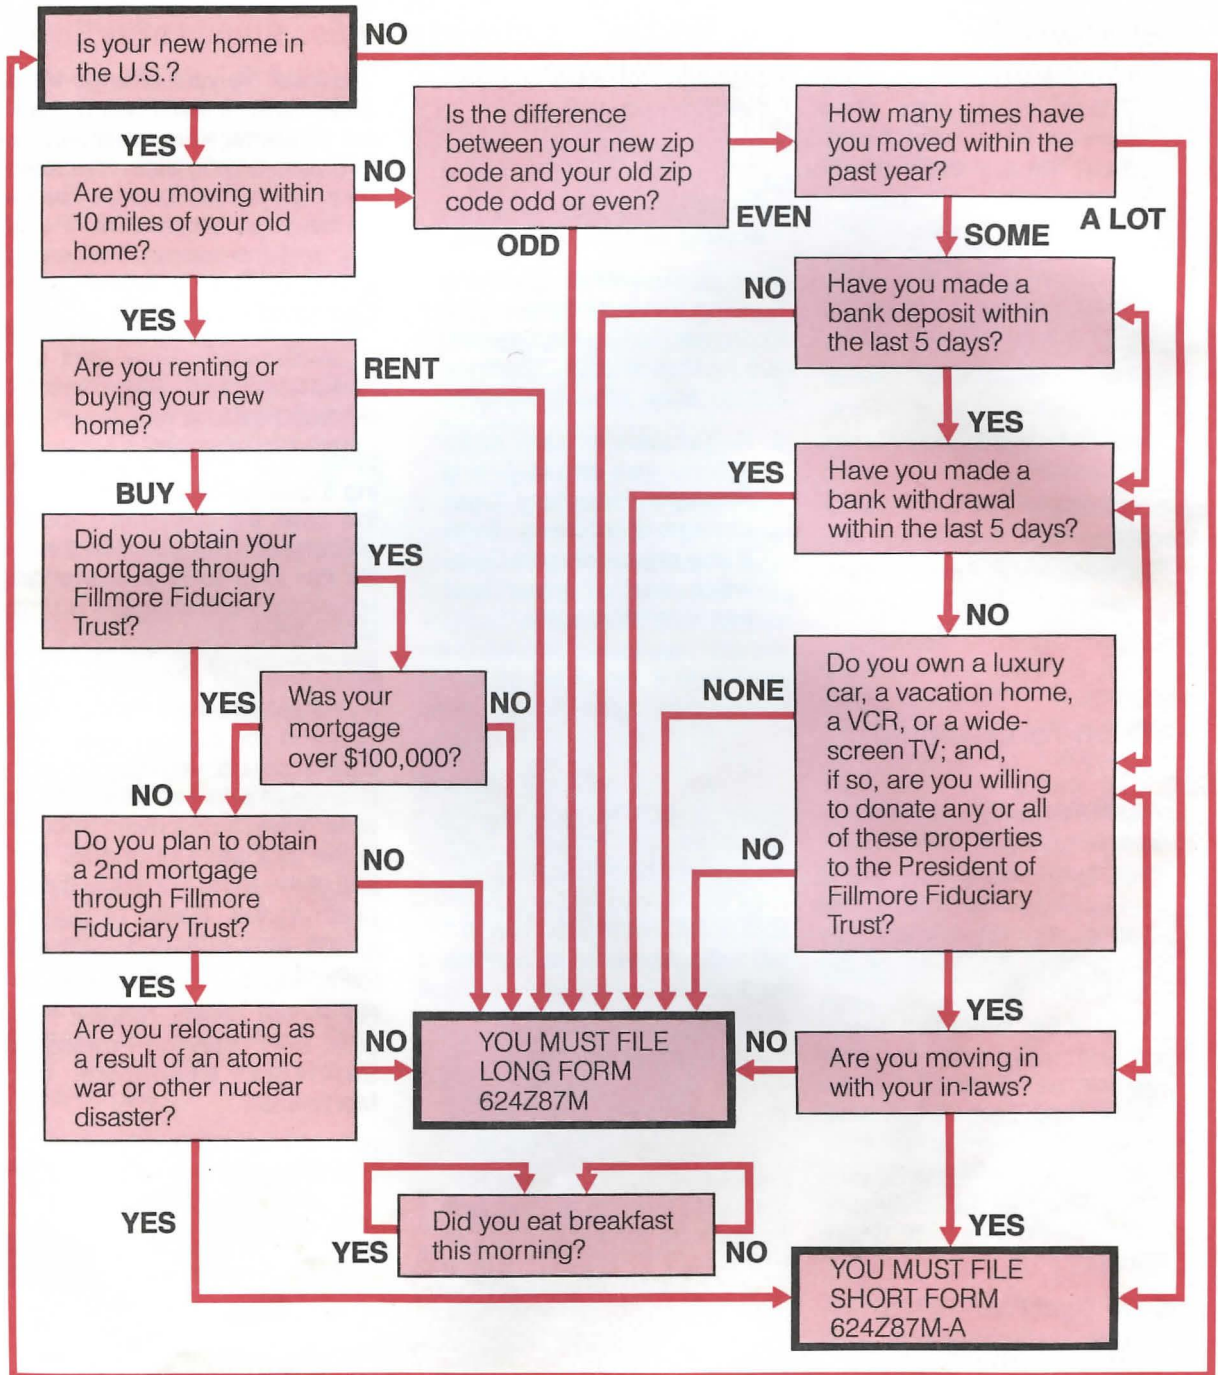 Is your new home in
the U.S.?
NO
YES
Are you moving within
10 miles of your old
home?
NO
Is the difference
between your new zip
code and your old zip
code odd or even?
ODD
EVEN
How many times have
you moved within the
past year?
SOME
A LOT
YES
Are you renting or
buying your new
home?
RENT
BUY
Did you obtain your
mortgage through
Fillmore Fiduciary
Trust?
YES
Was your
mortgage
over $100,000?
YES
NO
NO
Do you plan to obtain
a 2nd mortgage
through Fillmore
Fiduciary Trust?
NO
YES
Are you relocating as
a result of an atomic
war or other nuclear
disaster?
NO
YES
Have you made a
bank deposit within
the last 5 days?
NO
YES
Have you made a
bank withdrawal
within the last 5 days?
YES
NO
Do you own a luxury
car, a vacation home,
a VCR, or a wide-
screen TV; and,
if so, are you willing
to donate any or all
of these properties
to the President of
Fillmore Fiduciary
Trust?
NONE
NO
YES
Are you moving in
with your in-laws?
NO
YES
YOU MUST FILE
LONG FORM
624Z87M
Did you eat breakfast
this morning?
YES
NO
YOU MUST FILE
SHORT FORM
624Z87M-A